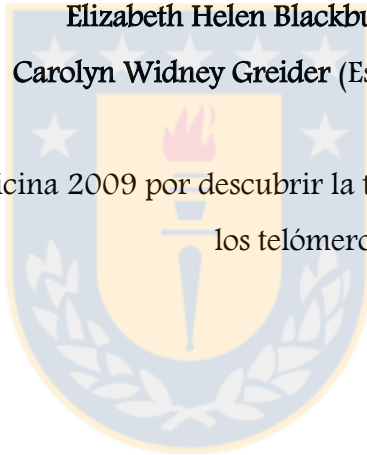 Elizabeth Helen Blackbu
Carolyn Widney Greider (Es
icina 2009 por descubrir la t
los telómero